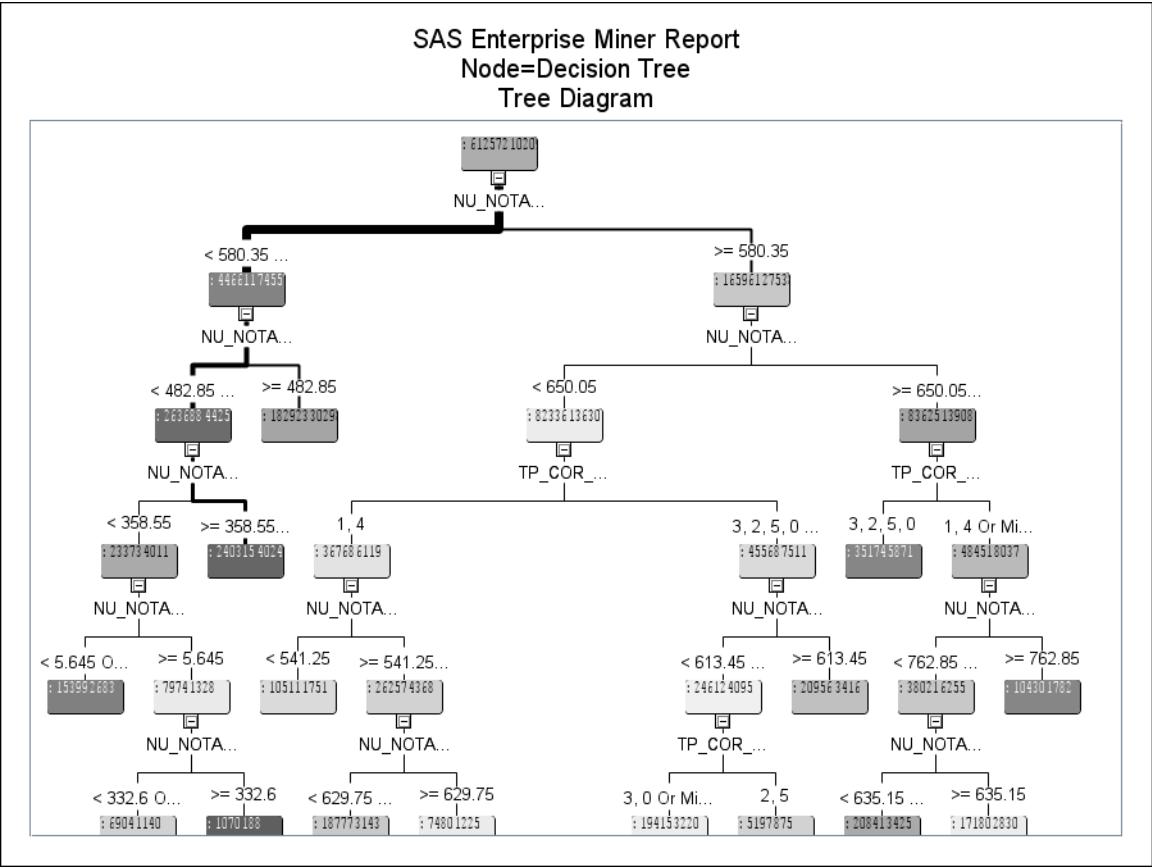 SAS Enterprise Miner Report
Node=Decision Tree
Tree Diagram
: 6125721020
NU_NOTA...
< 580.35 ...
>= 580.35
: 4466117455
: 1659612753
NU_NOTA...
NU_NOTA...
< 482.85 ...
>= 482.85
< 650.05
>= 650.05...
: 263688 4425
: 1829233029
: 8233613630
: 8362513908
NU_NOTA...
TP_COR_...
TP_COR_...
< 358.55
>= 358.55...
1, 4
3, 2, 5, 0 ...
3, 2, 5, 0
1, 4 Or Mi...
: 233734011
: 2403154024
: 367686119
: 455687511
: 351745871
: 484518037
NU_NOTA...
NU_NOTA...
NU_NOTA...
NU_NOTA...
< 5.645 O...
>= 5.645
< 541.25
>= 541.25...
< 613.45 ...
>= 613.45
< 762.85 ...
>= 762.85
: 153992683
: 79741328
: 105111751
: 262574368
: 246124095
: 209563416
: 380216255
: 104301782
NU_NOTA...
NU_NOTA...
TP_COR_...
NU_NOTA...
< 332.6 O...
>= 332.6
< 629.75 ...
>= 629.75
3, 0 Or Mi...
2, 5
< 635.15 ...
>= 635.15
: 69041140
: 1070188
: 187773143
: 74801225
: 194153220
: 5197875
: 208413425
: 171802830